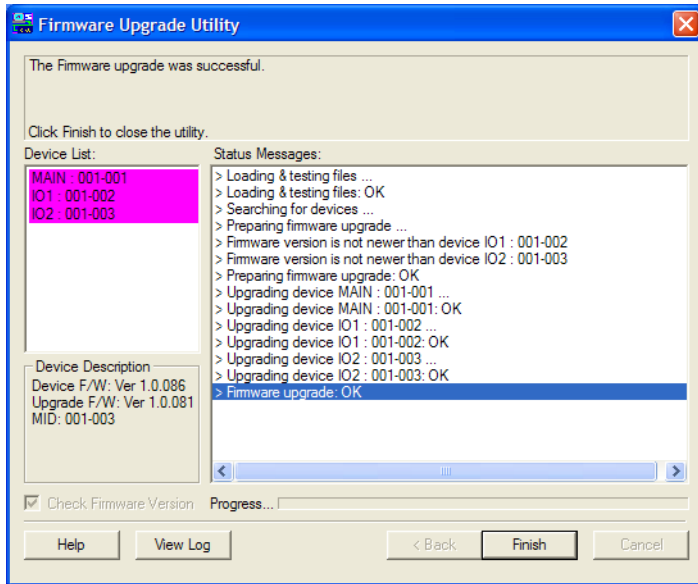 Firmware Upgrade Utility
The Firmware upgrade was successful.
Click Finish to close the utility.
Device List:
MAIN : 001-001
IO1 : 001-002
IO2 : 001-003
Status Messages:
> Loading & testing files ...
> Loading & testing files: OK
> Searching for devices ...
> Preparing firmware upgrade ...
> Firmware version is not newer than device IO1 : 001-002
> Firmware version is not newer than device IO2 : 001-003
> Preparing firmware upgrade: OK
> Upgrading device MAIN : 001-001 ...
> Upgrading device MAIN : 001-001: OK
> Upgrading device IO1 : 001-002 ...
> Upgrading device IO1 : 001-002: OK
> Upgrading device IO2 : 001-003 ...
> Upgrading device IO2 : 001-003: OK
> Firmware upgrade: OK
Device Description
Device F/W: Ver 1.0.086
Upgrade F/W: Ver 1.0.081
MID: 001-003
Check Firmware Version
Progress...
Help
View Log
< Back
Finish
Cancel